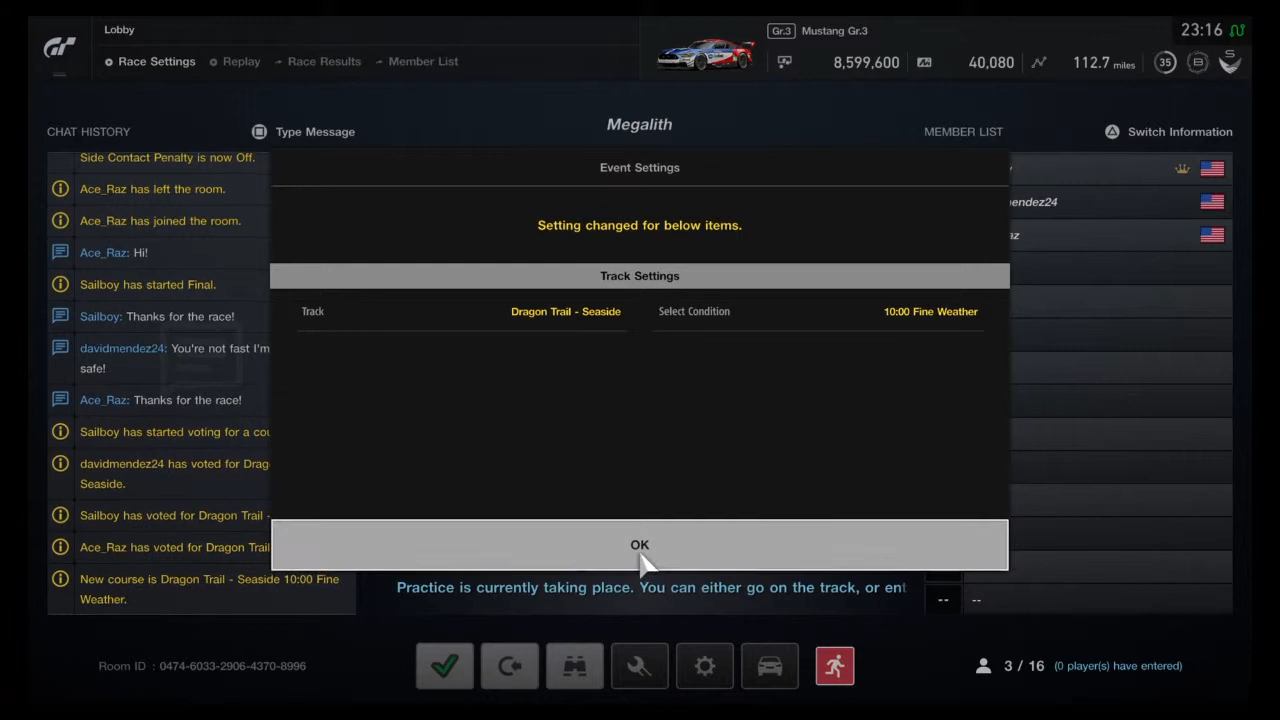 Lobby
Gr.3 Mustang Gr.3
23:16
Race Settings Replay Race Results Member List
8,599,600 40,080 112.7 miles 35 B S
Megalith
CHAT HISTORY Type Message
MEMBER LIST Switch Information
Event Settings
Setting changed for below items.
Track Settings
Track Dragon Trail - Seaside Select Condition 10:00 Fine Weather
OK
Side Contact Penalty is now Off.
Ace_Raz has left the room.
Ace_Raz has joined the room.
Ace_Raz: Hi!
Sailboy has started Final.
Sailboy: Thanks for the race!
davidmendez24: You're not fast I'm
safe!
Ace_Raz: Thanks for the race!
Sailboy has started voting for a cou
davidmendez24 has voted for Drag
Seaside.
Sailboy has voted for Dragon Trail -
Ace_Raz has voted for Dragon Trail
New course is Dragon Trail - Seaside 10:00 Fine
Weather.
endez24
az
-- --
Practice is currently taking place. You can either go on the track, or ent
Room ID : 0474-6033-2906-4370-8996
3 / 16 (0 player(s) have entered)